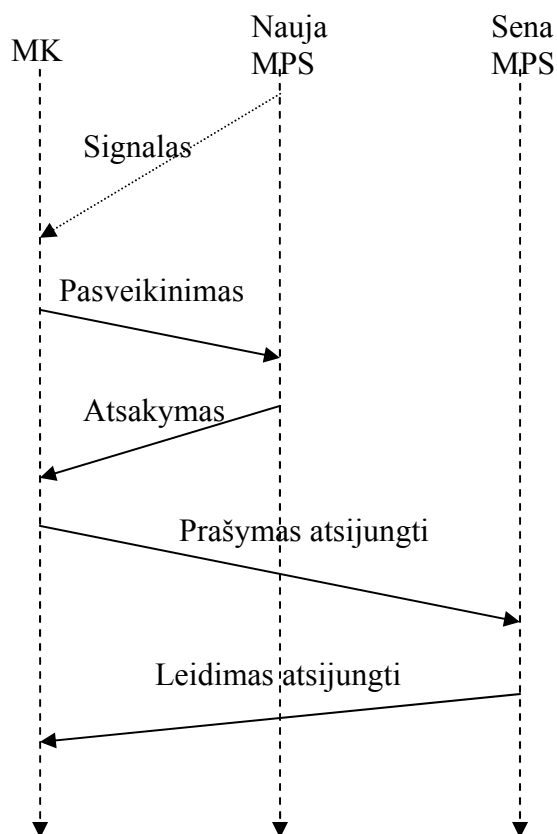 MK
Nauja
MPS
Sena
MPS
Signalas
Pasveikinimas
Atsakymas
Prašymas atsijungti
Leidimas atsijungti